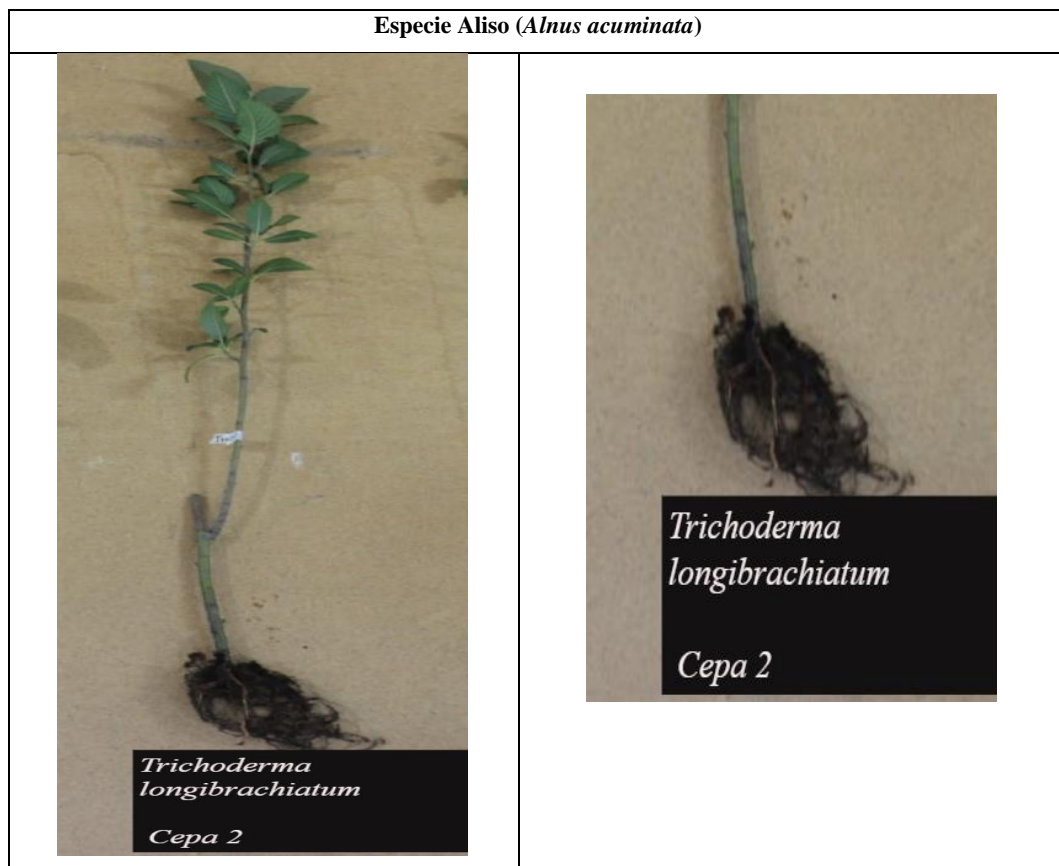 Especie Aliso (Alnus acuminata)
Trichoderma
longibrachiatum
Cepa 2
Trichoderma
longibrachiatum
Cepa 2